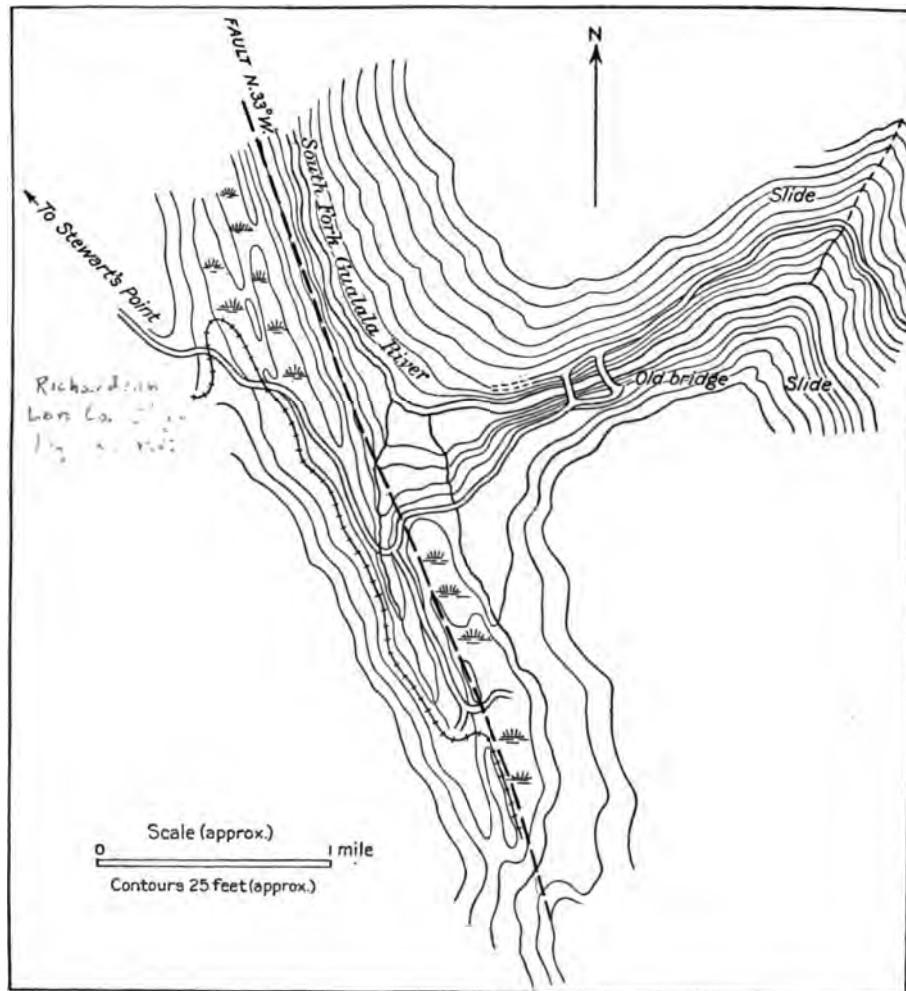 FAULT N.33°W.
N
South Fork Gualala River
Slide
To Stewart's Point
Richardson
Old bridge
Slide
Scale (approx.)
0 1 mile
Contours 25 feet (approx.)